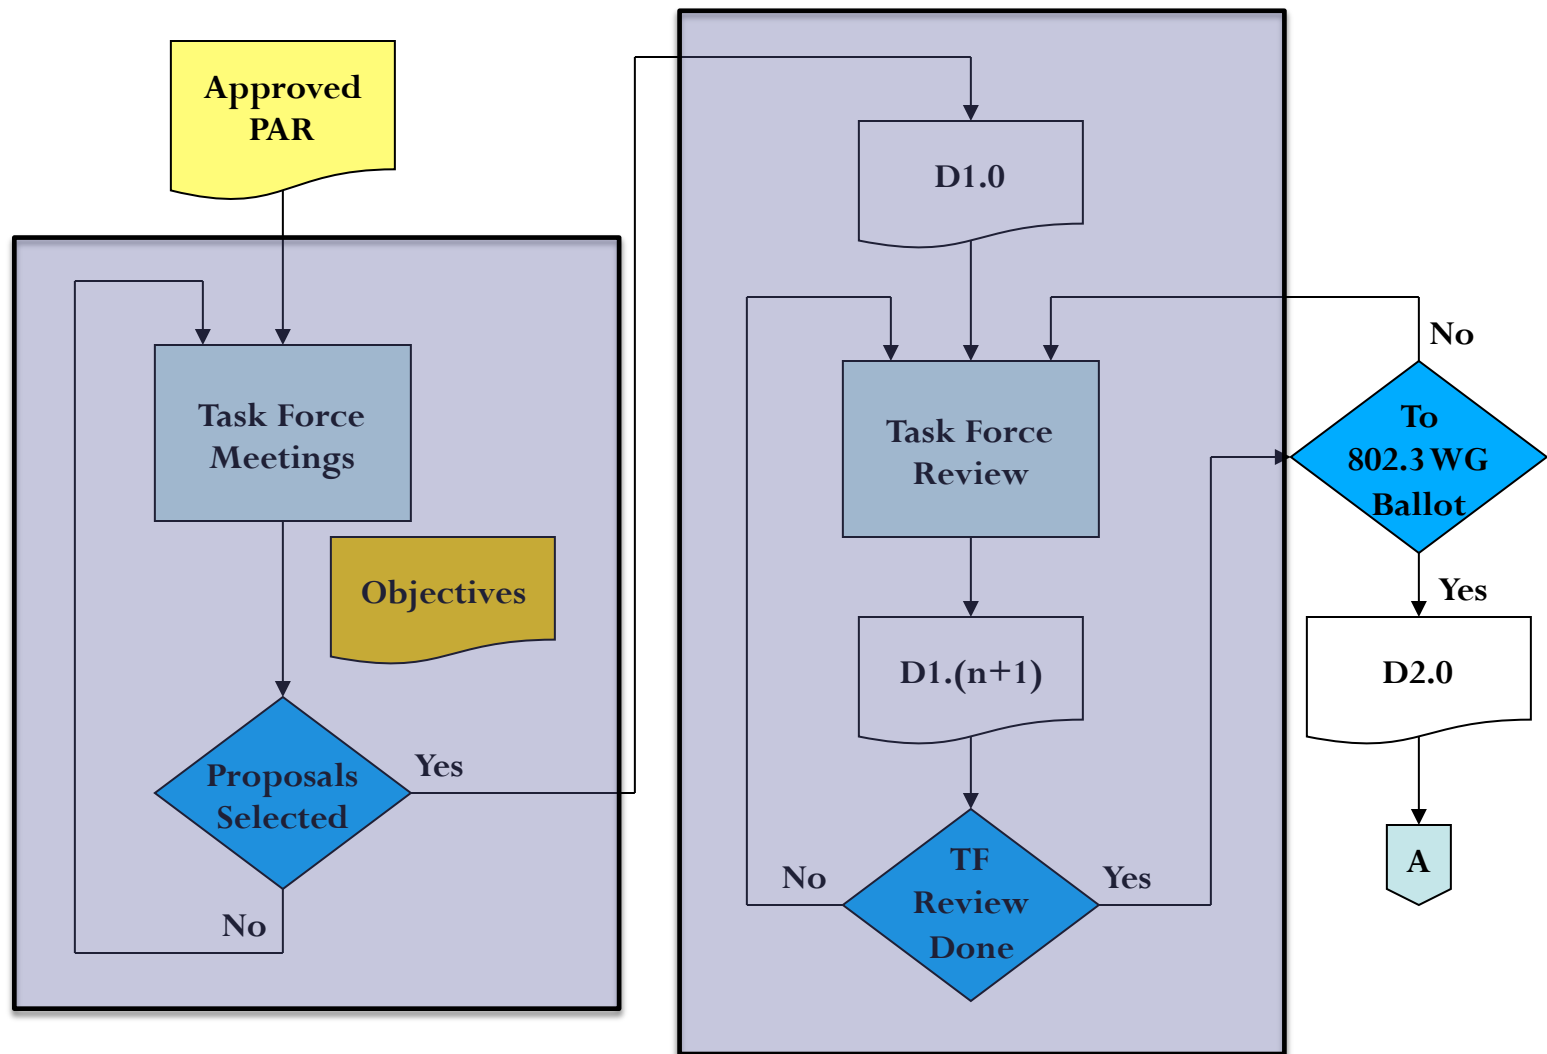 Approved
PAR
Task Force
Meetings
Objectives
Proposals
Selected
Yes
No
D1.0
Task Force
Review
D1.(n+1)
TF
Review
Done
No
Yes
No
To
802.3 WG
Ballot
Yes
D2.0
A